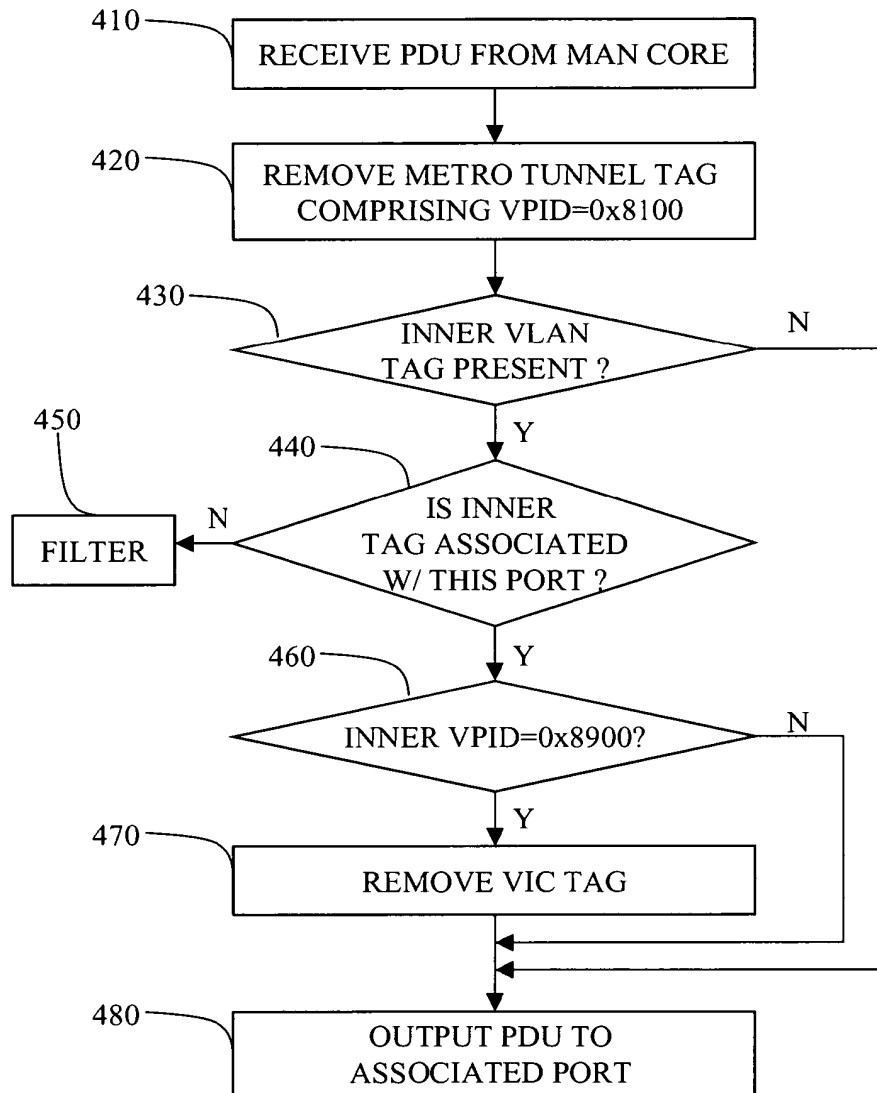 410
RECEIVE PDU FROM MAN CORE
420
REMOVE METRO TUNNEL TAG
COMPRISING VPID=0x8100
430
INNER VLAN
TAG PRESENT ?
N
Y
450
440
IS INNER
TAG ASSOCIATED
W/ THIS PORT ?
N
FILTER
Y
460
INNER VPID=0x8900?
N
Y
470
REMOVE VIC TAG
480
OUTPUT PDU TO
ASSOCIATED PORT